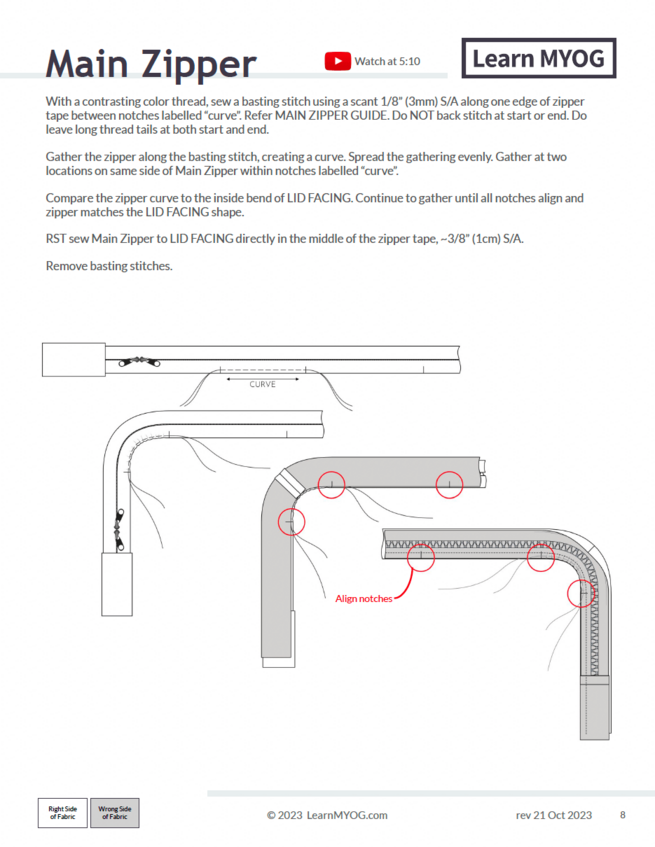 Main Zipper
Watch at 5:10
Learn MYOG
With a contrasting color thread, sew a basting stitch using a scant 1/8” (3mm) S/A along one edge of zipper
tape between notches labelled “curve”. Refer MAIN ZIPPER GUIDE. Do NOT back stitch at start or end. Do
leave long thread tails at both start and end.
Gather the zipper along the basting stitch, creating a curve. Spread the gathering evenly. Gather at two
locations on same side of Main Zipper within notches labelled “curve”.
Compare the zipper curve to the inside bend of LID FACING. Continue to gather until all notches align and
zipper matches the LID FACING shape.
RST sew Main Zipper to LID FACING directly in the middle of the zipper tape, ~3/8” (1cm) S/A.
Remove basting stitches.
CURVE
Align notches
Right Side
of Fabric
Wrong Side
of Fabric
© 2023 LearnMYOG.com
rev 21 Oct 2023
8